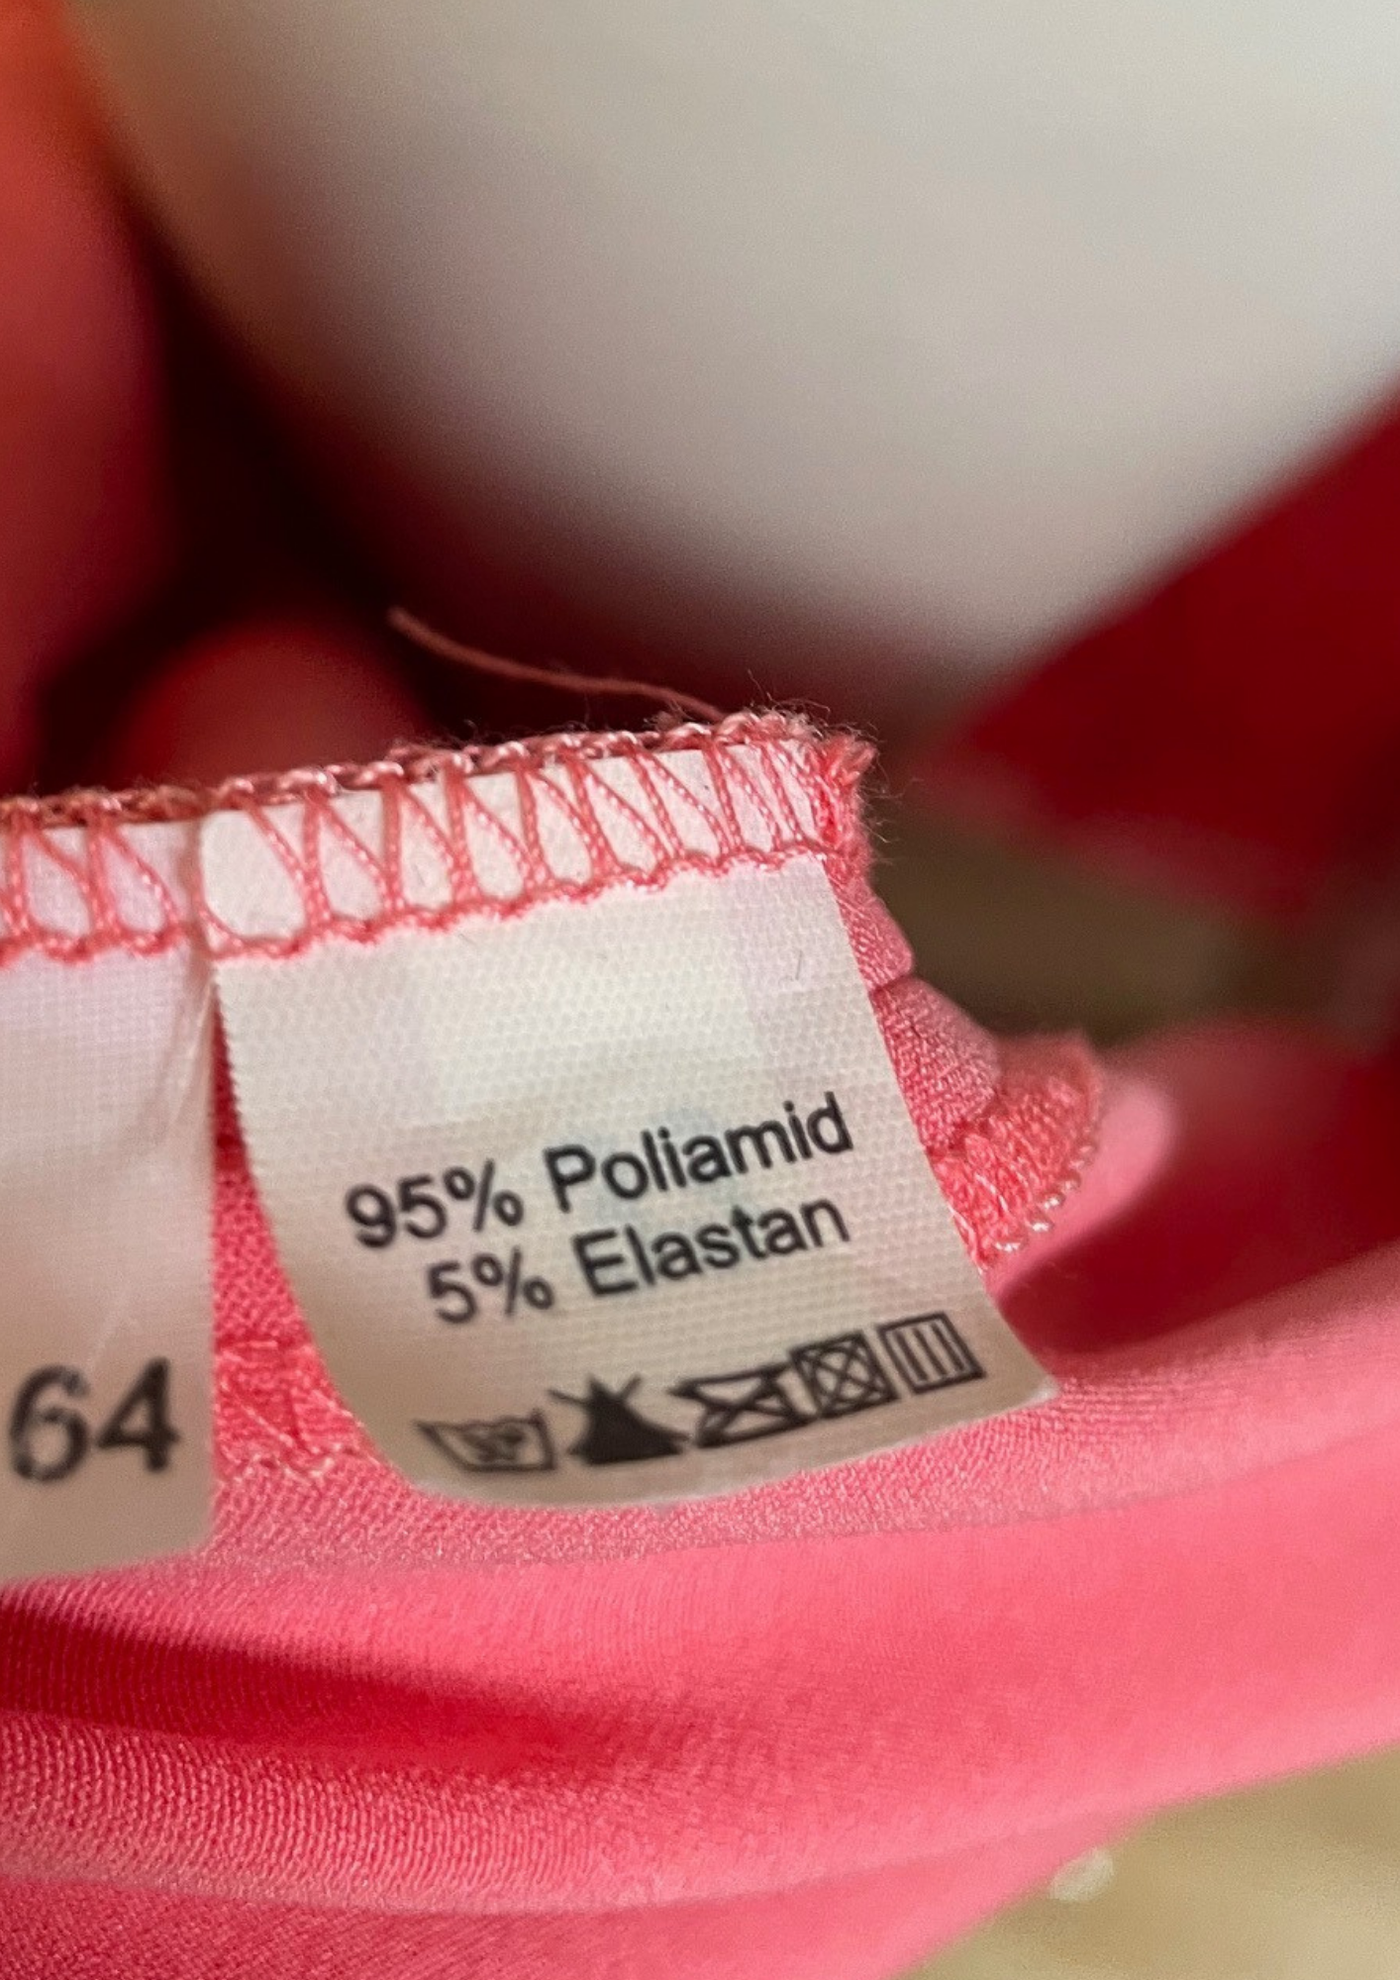 95% Poliamid
5% Elastan
64